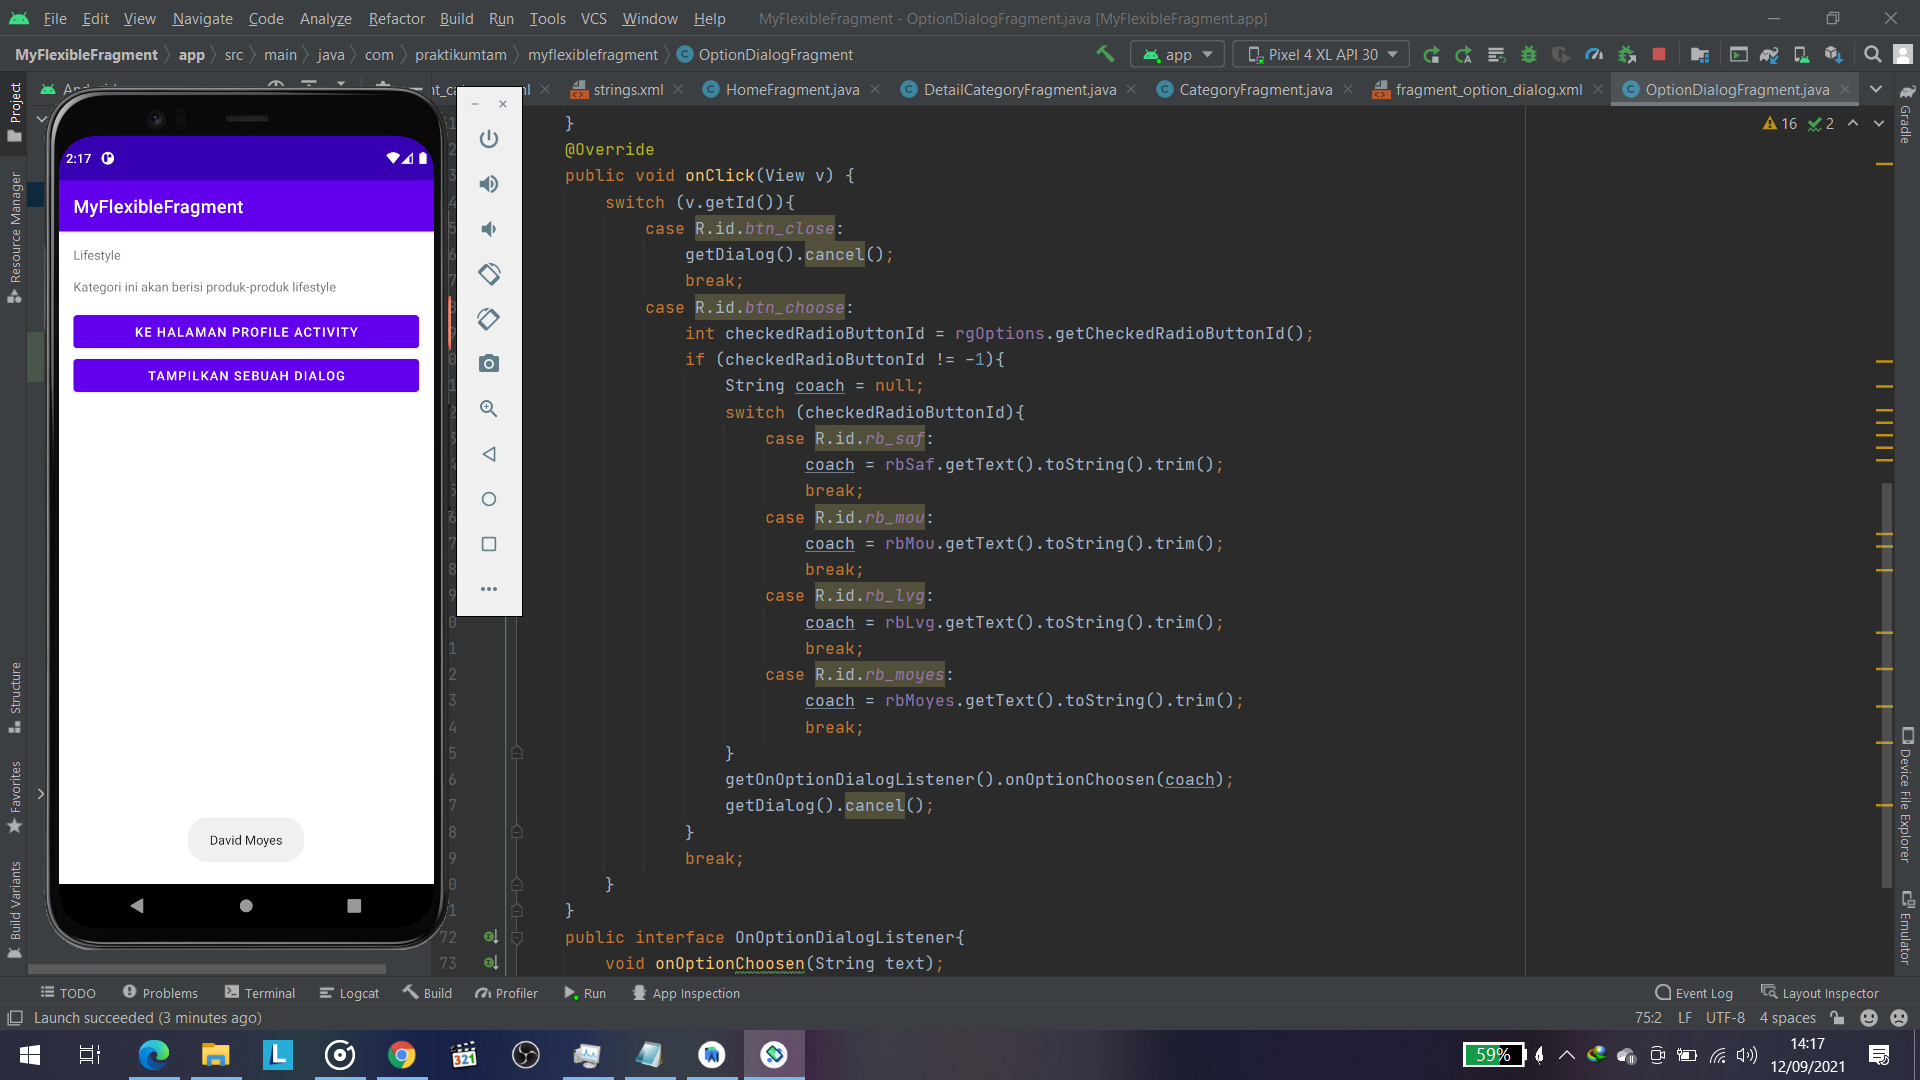 File Edit View Navigate Code Analyze Refactor Build Run Tools VCS Window Help MyFlexibleFragment - OptionDialogFragment.java [MyFlexibleFragment.app]
MyFlexibleFragment app src main java com praktikumtam myflexiblefragment OptionDialogFragment app Pixel 4 XL API 30
strings.xml HomeFragment.java DetailCategoryFragment.java CategoryFragment.java fragment_option_dialog.xml OptionDialogFragment.java
Project
Resource Manager
Structure
Favorites
Build Variants
2:17
MyFlexibleFragment
Lifestyle
Kategori ini akan berisi produk-produk lifestyle
KE HALAMAN PROFILE ACTIVITY
TAMPILKAN SEBUAH DIALOG
David Moyes
16 2
}
@Override
public void onClick(View v) {
switch (v.getId()){
case R.id.btn_close:
getDialog().cancel();
break;
case R.id.btn_choose:
int checkedRadioButtonId = rgOptions.getCheckedRadioButtonId();
if (checkedRadioButtonId != -1){
String coach = null;
switch (checkedRadioButtonId){
case R.id.rb_saf:
coach = rbSaf.getText().toString().trim();
break;
case R.id.rb_mou:
coach = rbMou.getText().toString().trim();
break;
case R.id.rb_lvg:
coach = rbLvg.getText().toString().trim();
break;
case R.id.rb_moyes:
coach = rbMoyes.getText().toString().trim();
break;
}
getOnOptionDialogListener().onOptionChoosen(coach);
getDialog().cancel();
}
break;
}
}
72 public interface OnOptionDialogListener{
73 void onOptionChoosen(String text);
Gradle
Device File Explorer
Emulator
TODO Problems Terminal Logcat Build Profiler Run App Inspection Event Log Layout Inspector
Launch succeeded (3 minutes ago) 75:2 LF UTF-8 4 spaces
L 321 59% 14:17
12/09/2021